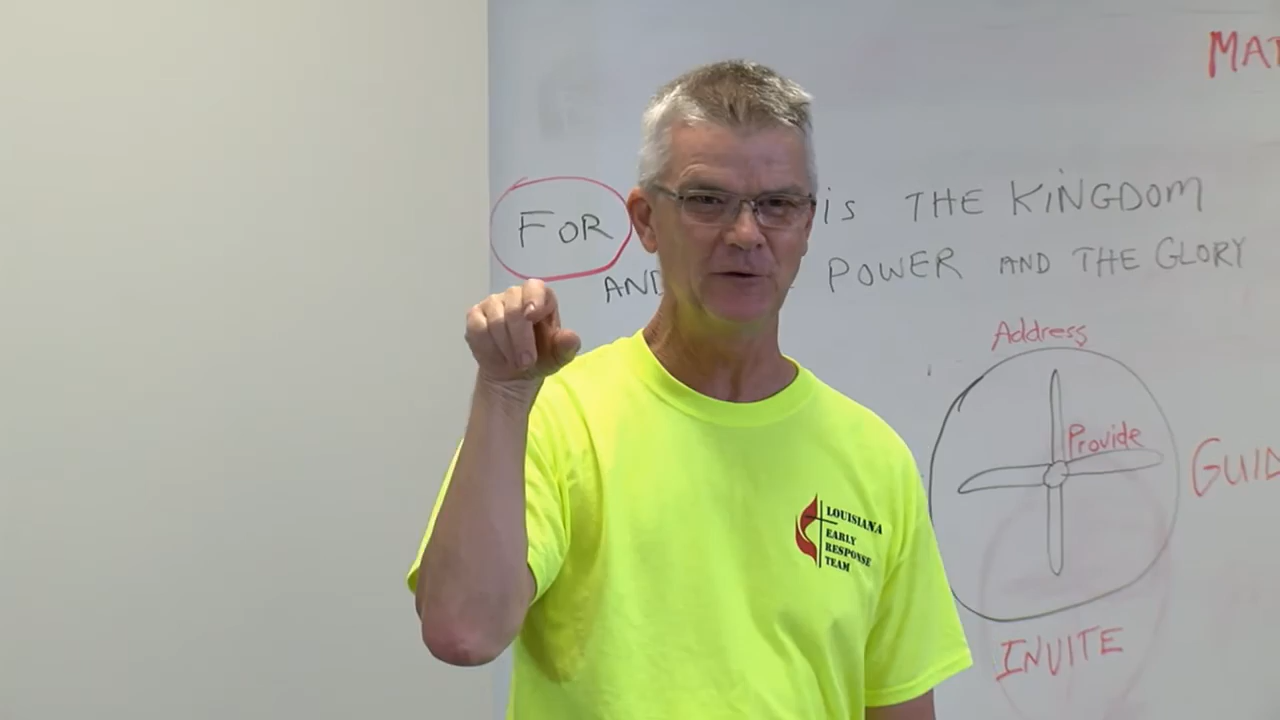 MAT
FOR is THE KiNGDOM
AND POWER AND THE GLORY
Address
Provide
GUID
INVITE
LOUISIANA
EARLY
RESPONSE
TEAM